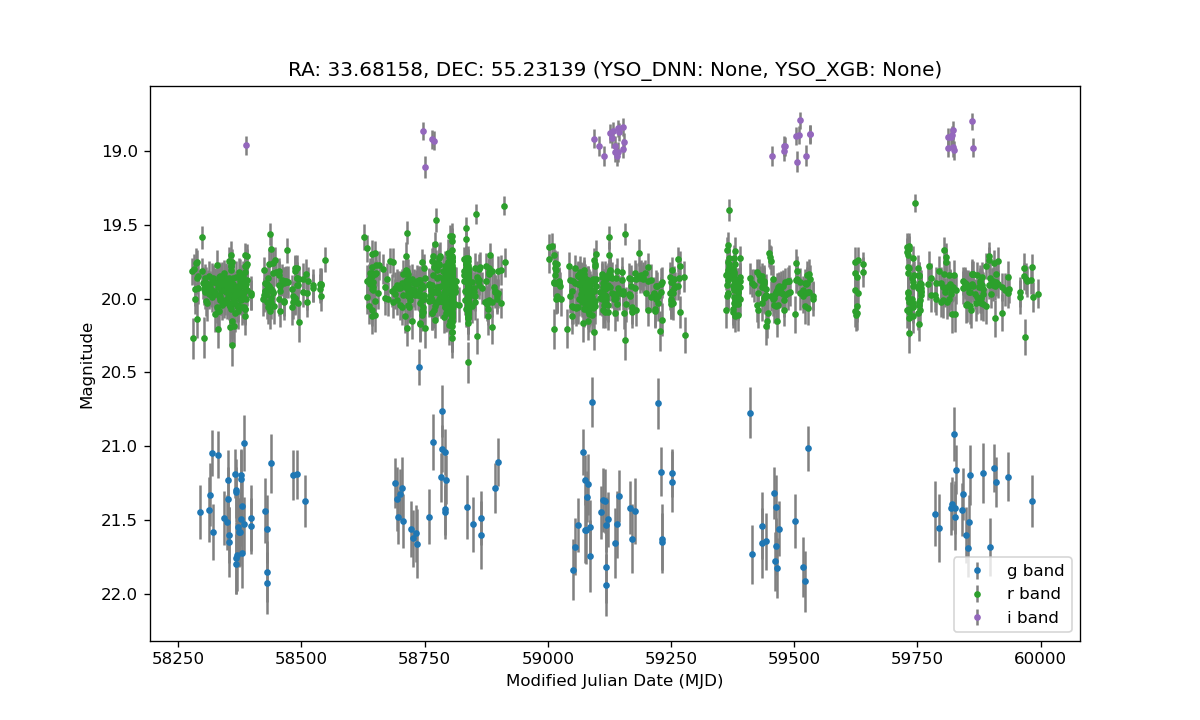 RA: 33.68158, DEC: 55.23139 (YSO_DNN: None, YSO_XGB: None)
19.0
19.5
20.0
20.5
21.0
21.5
22.0
Magnitude
g band
r band
i band
58250 58500 58750 59000 59250 59500 59750 60000
Modified Julian Date (MJD)